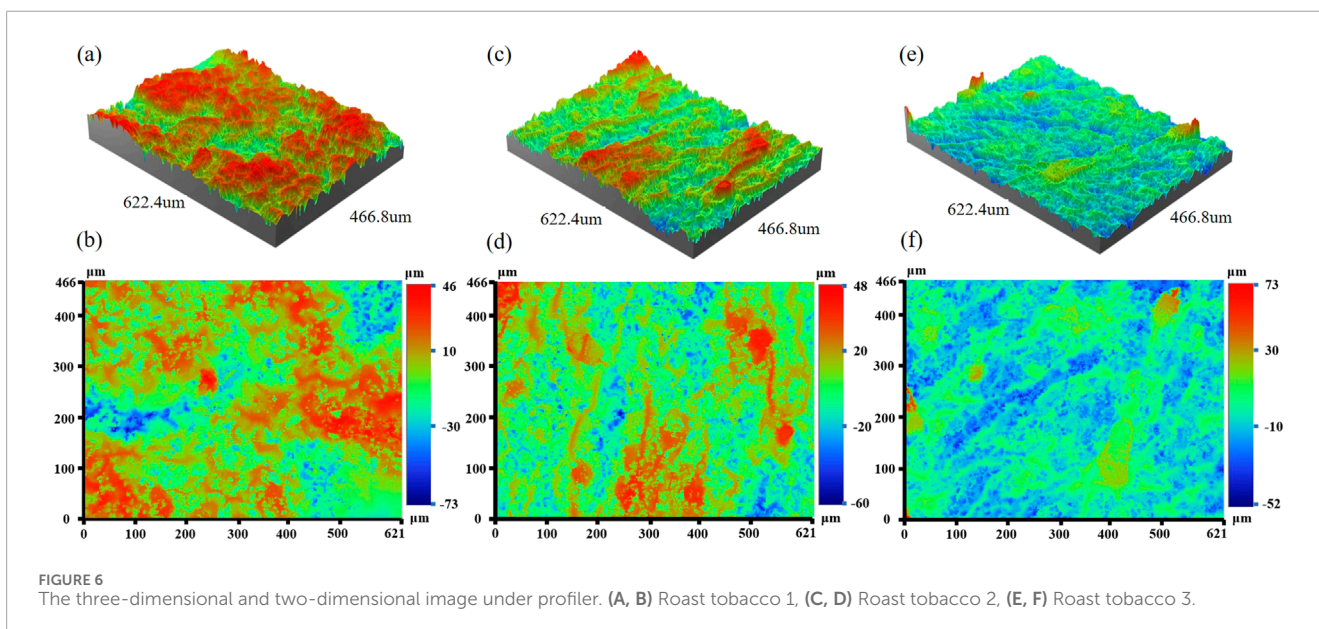 (a)
(c)
(e)
622.4um
466.8um
622.4um
466.8um
622.4um
466.8um
(b)
(d)
(f)
µm
466
400
300
200
100
0
0
100
200
300
400
500
621
µm
µm
46
10
-30
-73
µm
µm
466
400
300
200
100
0
0
100
200
300
400
500
621
µm
µm
48
20
-20
-60
µm
µm
466
400
300
200
100
0
0
100
200
300
400
500
621
µm
µm
73
30
-10
-52
µm
FIGURE 6
The three-dimensional and two-dimensional image under profiler. (A, B) Roast tobacco 1, (C, D) Roast tobacco 2, (E, F) Roast tobacco 3.